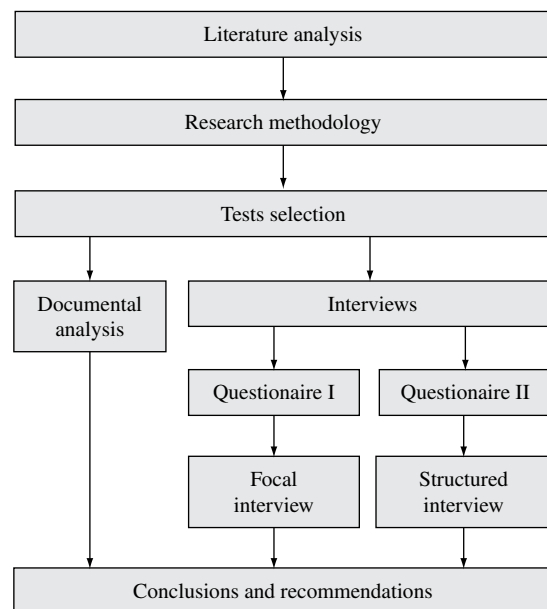 Literature analysis
Research methodology
Tests selection
Documental
analysis
Interviews
Questionaire I
Questionaire II
Focal
interview
Structured
interview
Conclusions and recommendations